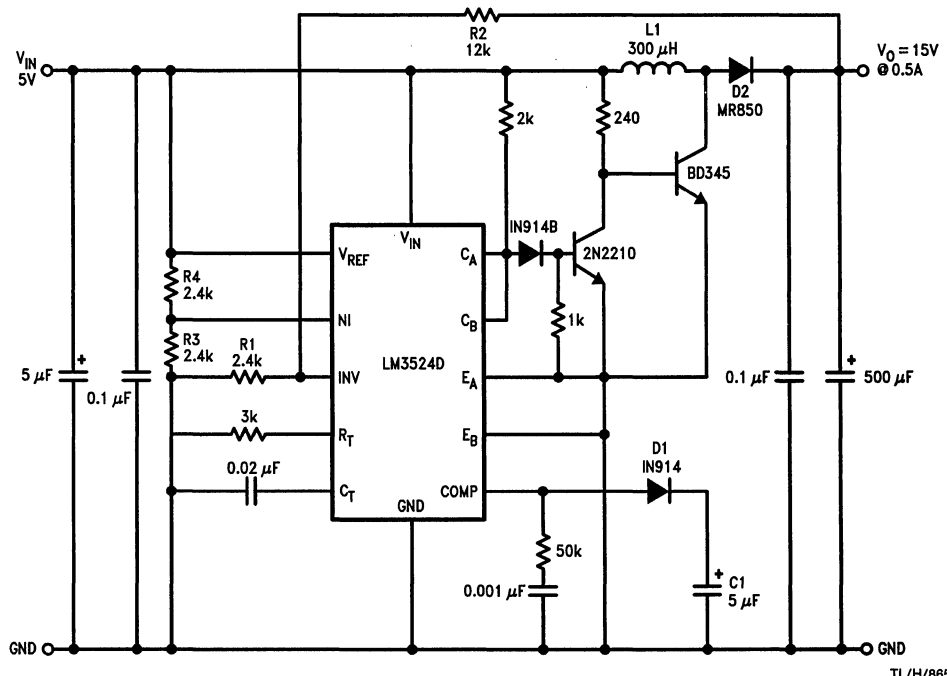 R2
12k
L1
300 μH
V_IN
5V
V_O = 15V
@ 0.5A
D2
MR850
2k
240
BD345
IN914B
2N2210
V_IN
V_REF
C_A
R4
2.4k
NI
C_B
1k
R3
2.4k
R1
2.4k
LM3524D
5 μF
+
0.1 μF
INV
E_A
0.1 μF
+
500 μF
3k
R_T
E_B
0.02 μF
D1
IN914
C_T
COMP
GND
50k
0.001 μF
+
C1
5 μF
GND
GND